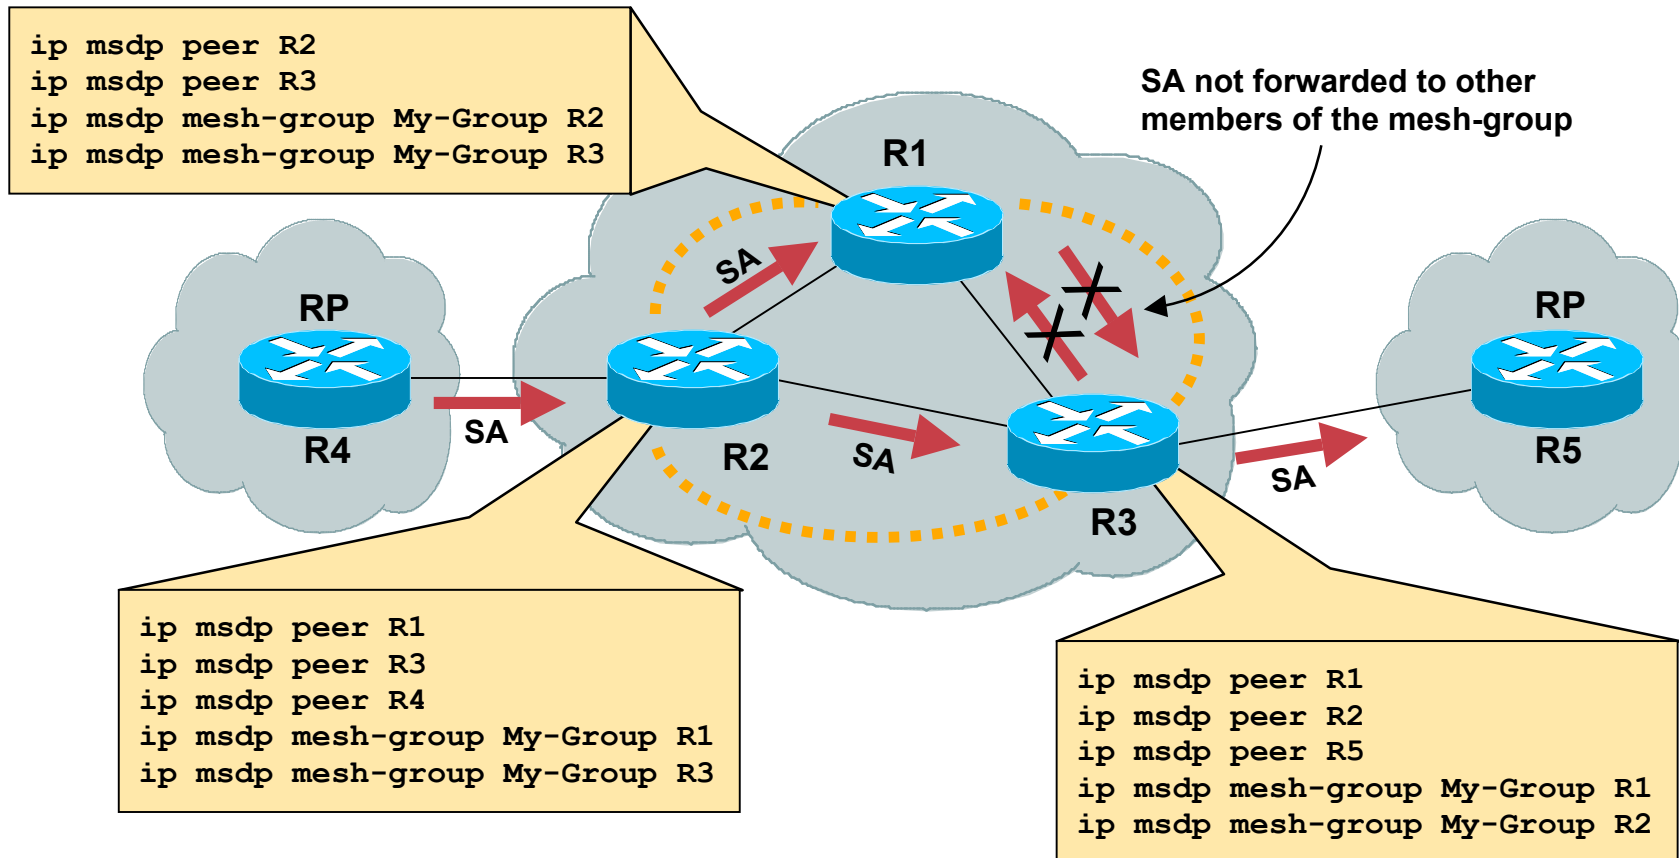 ip msdp peer R2
ip msdp peer R3
ip msdp mesh-group My-Group R2
ip msdp mesh-group My-Group R3
SA not forwarded to other
members of the mesh-group
R1
SA
RP
R4
SA
R2
SA
R3
SA
RP
R5
ip msdp peer R1
ip msdp peer R3
ip msdp peer R4
ip msdp mesh-group My-Group R1
ip msdp mesh-group My-Group R3
ip msdp peer R1
ip msdp peer R2
ip msdp peer R5
ip msdp mesh-group My-Group R1
ip msdp mesh-group My-Group R2